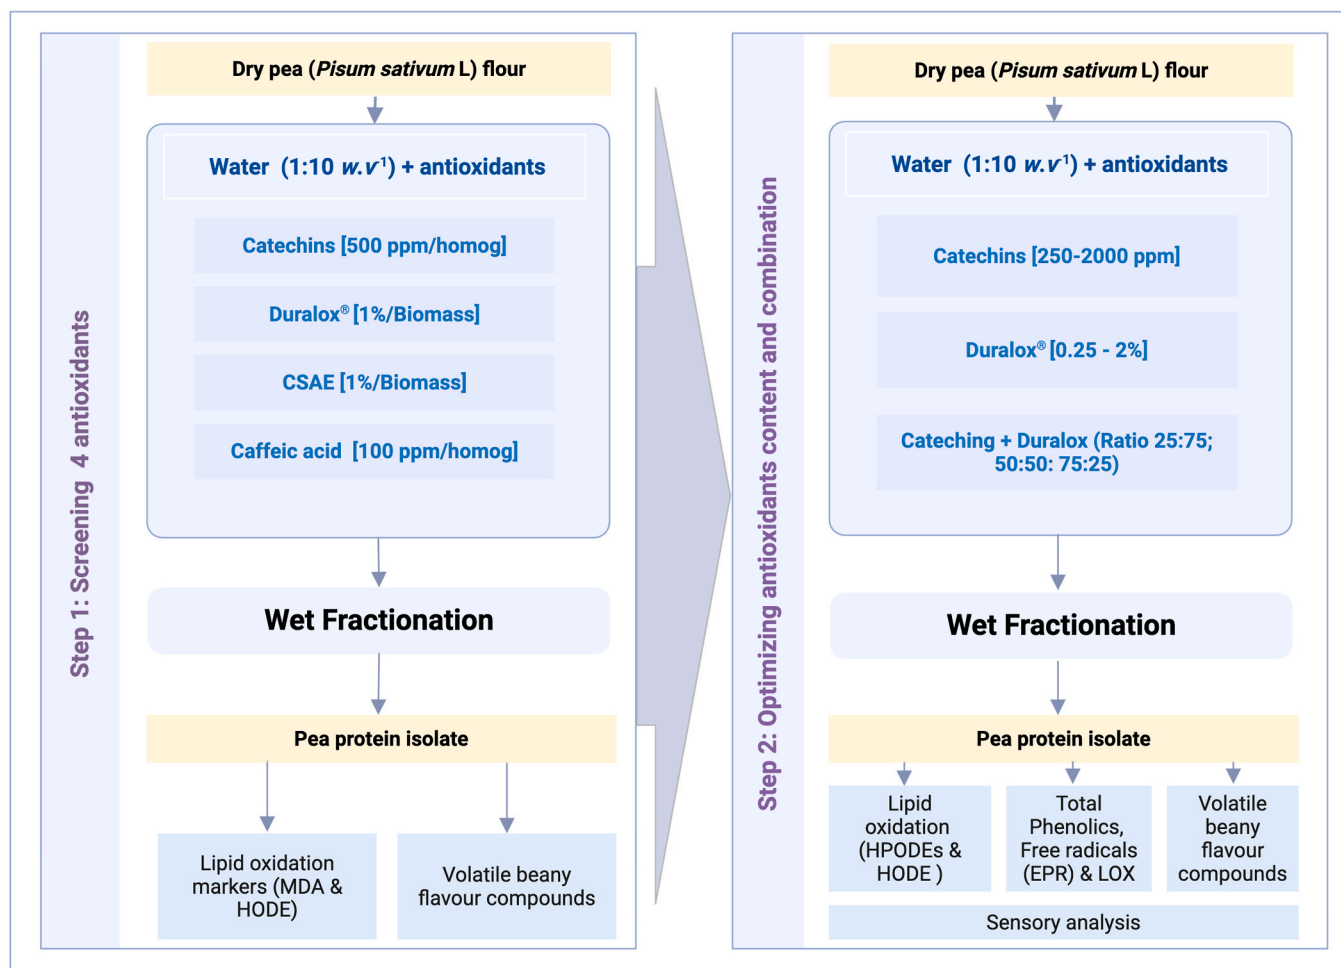 Step 1: Screening 4 antioxidants
Dry pea (Pisum sativum L) flour
Water (1:10 w.v⁻¹) + antioxidants
Catechins [500 ppm/homog]
Duralox® [1%/Biomass]
CSAE [1%/Biomass]
Caffeic acid [100 ppm/homog]
Wet Fractionation
Pea protein isolate
Lipid oxidation
markers (MDA &
HODE)
Volatile beany
flavour compounds
Step 2: Optimizing antioxidants content and combination
Dry pea (Pisum sativum L) flour
Water (1:10 w.v⁻¹) + antioxidants
Catechins [250-2000 ppm]
Duralox® [0.25 - 2%]
Cateching + Duralox (Ratio 25:75;
50:50: 75:25)
Wet Fractionation
Pea protein isolate
Lipid
oxidation
(HPODEs &
HODE )
Total
Phenolics,
Free radicals
(EPR) & LOX
Volatile
beany
flavour
compounds
Sensory analysis